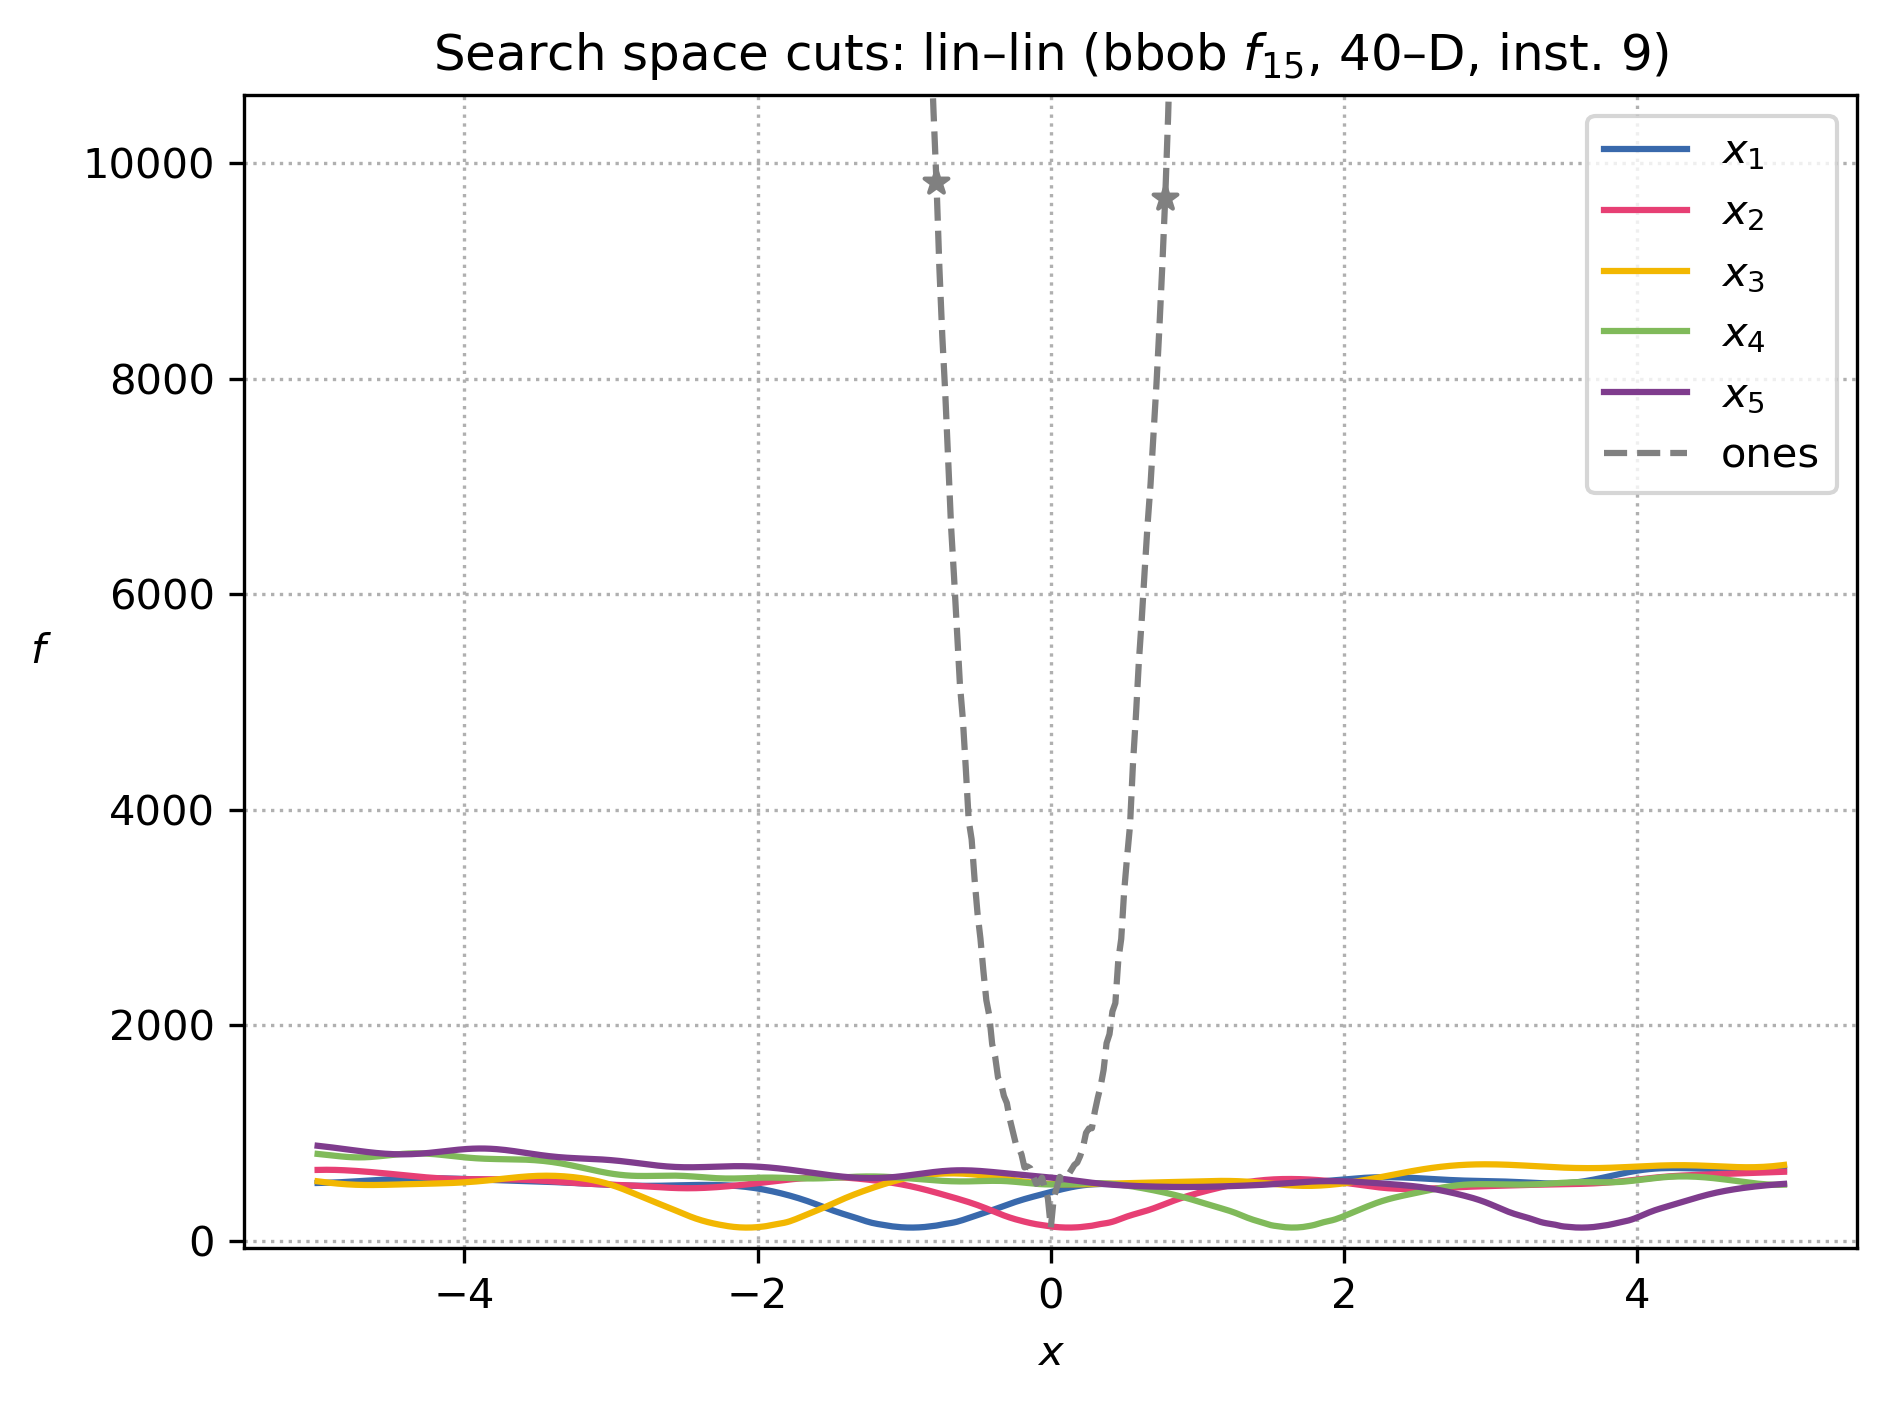 Search space cuts: lin–lin (bbob f₁₅, 40–D, inst. 9)
10000
8000
6000
4000
2000
0
f
−4
−2
0
2
4
x
x₁
x₂
x₃
x₄
x₅
ones